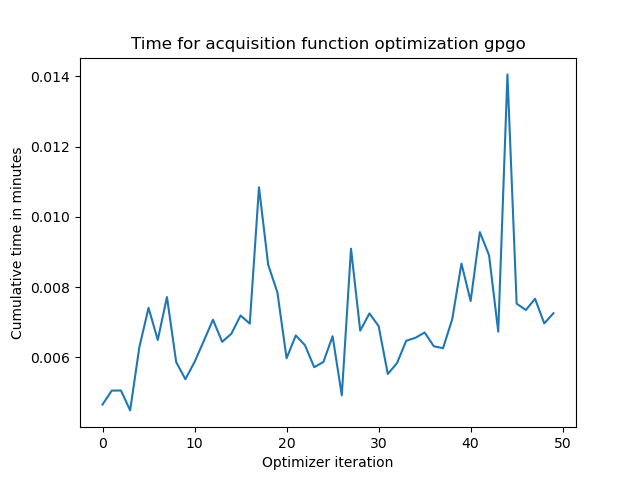 Time for acquisition function optimization gpgo
0.014
0.012
0.010
0.008
0.006
Cumulative time in minutes
0 10 20 30 40 50
Optimizer iteration